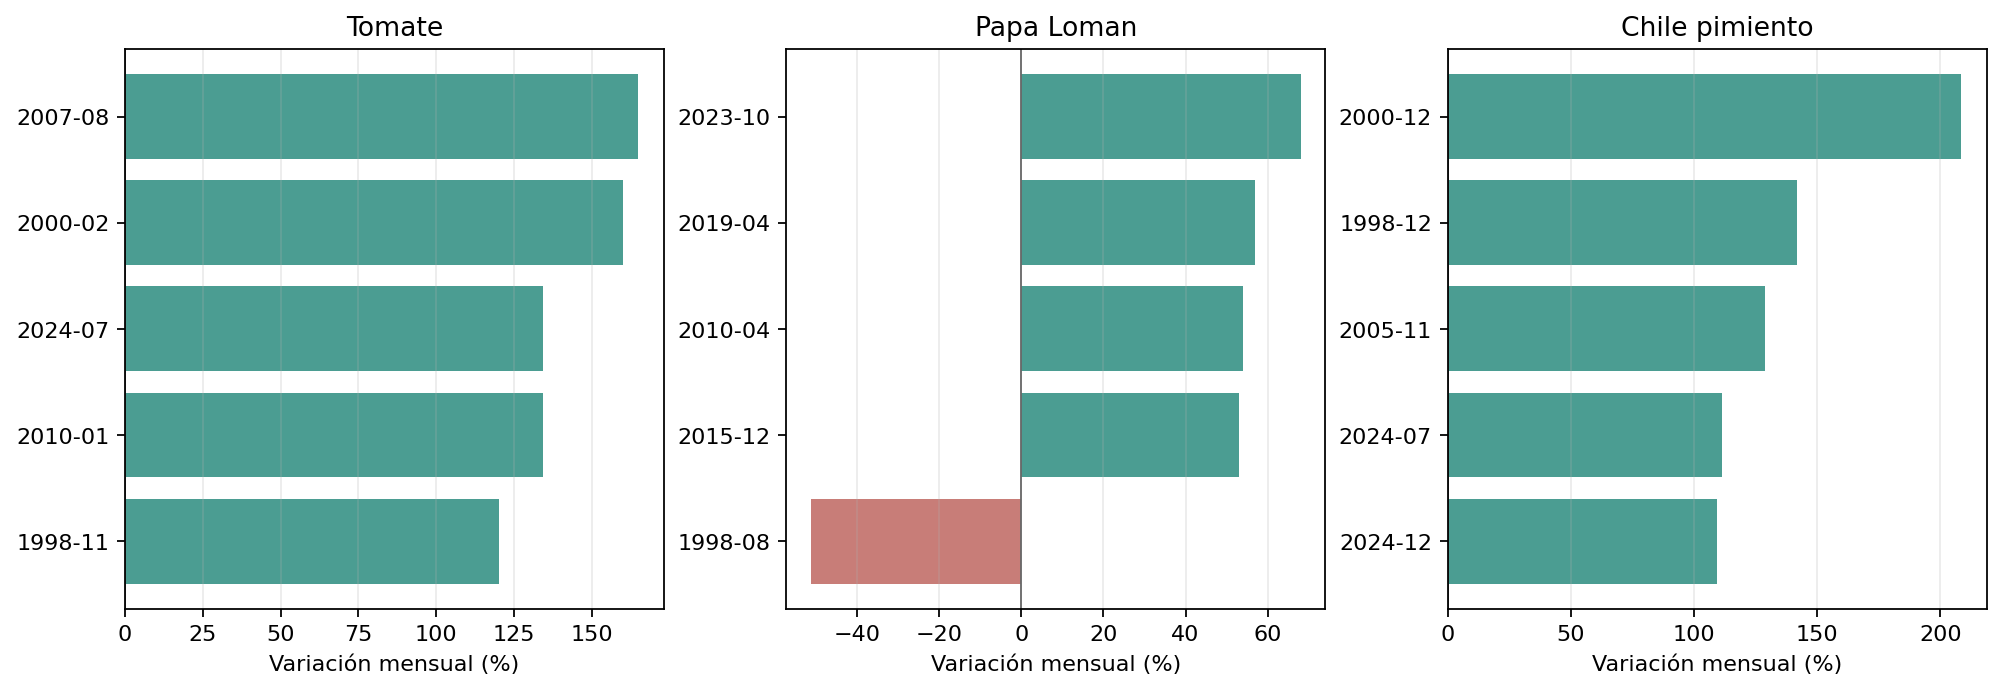 Tomate
2007-08
2000-02
2024-07
2010-01
1998-11
0 25 50 75 100 125 150
Variación mensual (%)
Papa Loman
2023-10
2019-04
2010-04
2015-12
1998-08
−40 −20 0 20 40 60
Variación mensual (%)
Chile pimiento
2000-12
1998-12
2005-11
2024-07
2024-12
0 50 100 150 200
Variación mensual (%)